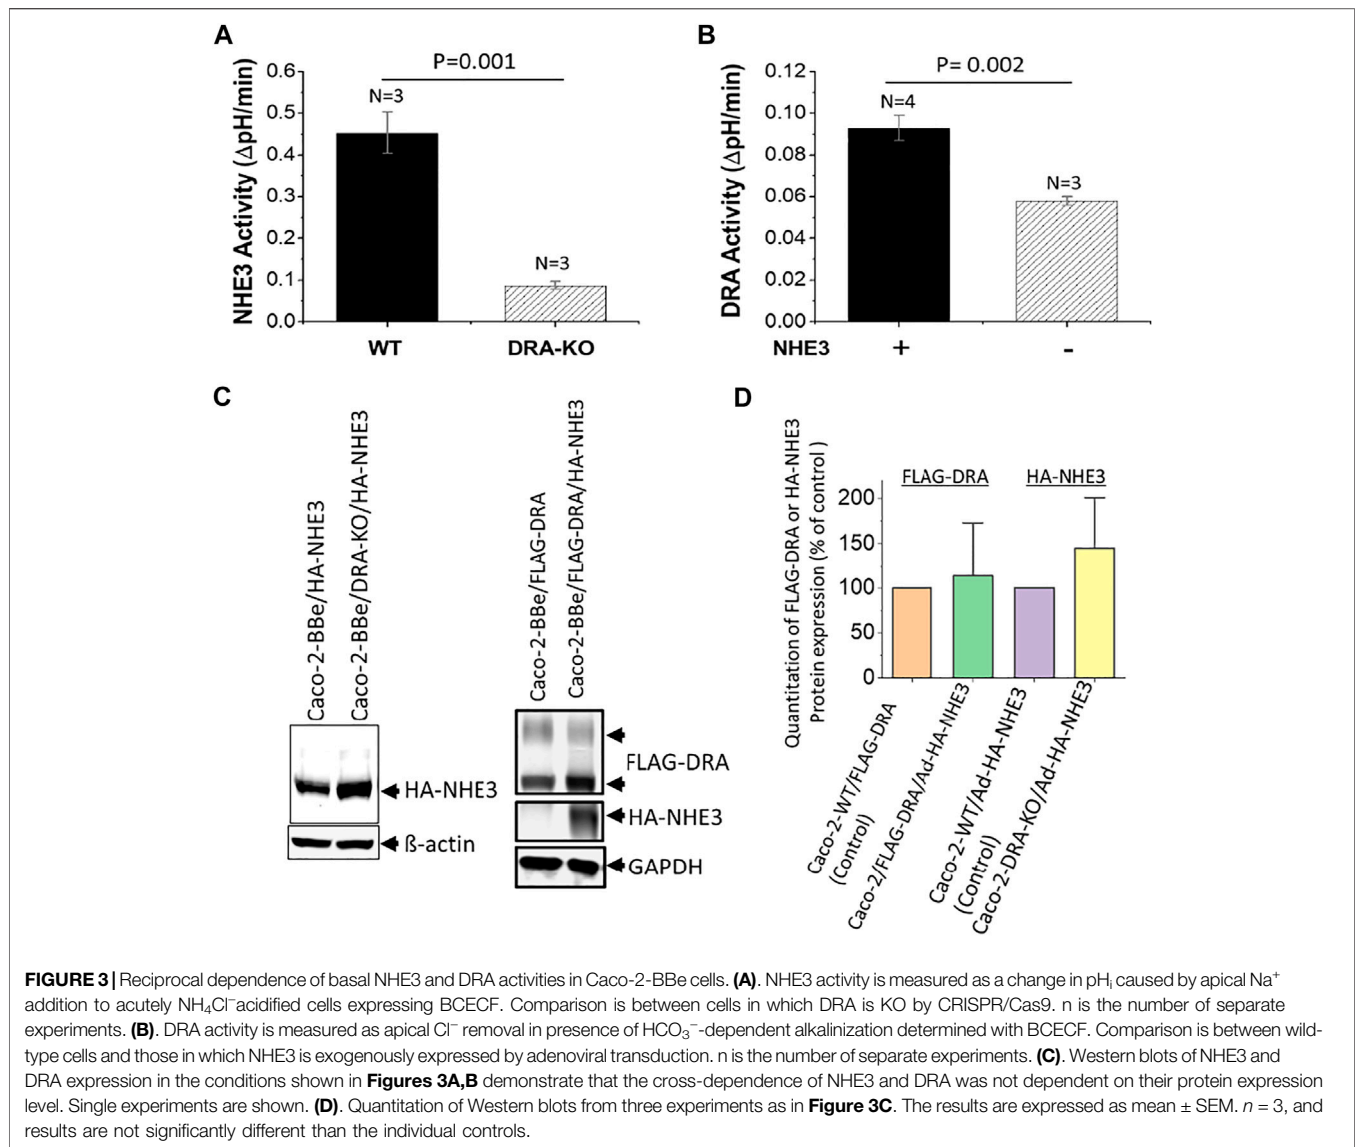 A
P=0.001
NHE3 Activity (ΔpH/min)
0.6
0.5
0.4
0.3
0.2
0.1
0.0
N=3
N=3
WT
DRA-KO
B
P= 0.002
DRA Activity (ΔpH/min)
0.12
0.10
0.08
0.06
0.04
0.02
0.00
N=4
N=3
NHE3
+
-
C
Caco-2-BBe/HA-NHE3
Caco-2-BBe/DRA-KO/HA-NHE3
HA-NHE3
ß-actin
Caco-2-BBe/FLAG-DRA
Caco-2-BBe/FLAG-DRA/HA-NHE3
FLAG-DRA
HA-NHE3
GAPDH
D
Quantitation of FLAG-DRA or HA-NHE3
Protein expression (% of control )
FLAG-DRA
HA-NHE3
200
150
100
50
0
Caco-2-WT/FLAG-DRA
(Control)
Caco-2/FLAG-DRA/Ad-HA-NHE3
Caco-2-WT/Ad-HA-NHE3
(Control)
Caco-2-DRA-KO/Ad-HA-NHE3
FIGURE 3 | Reciprocal dependence of basal NHE3 and DRA activities in Caco-2-BBe cells. (A). NHE3 activity is measured as a change in pHi caused by apical Na⁺
addition to acutely NH₄Cl⁻acidified cells expressing BCECF. Comparison is between cells in which DRA is KO by CRISPR/Cas9. n is the number of separate
experiments. (B). DRA activity is measured as apical Cl⁻ removal in presence of HCO₃⁻-dependent alkalinization determined with BCECF. Comparison is between wild-
type cells and those in which NHE3 is exogenously expressed by adenoviral transduction. n is the number of separate experiments. (C). Western blots of NHE3 and
DRA expression in the conditions shown in Figures 3A,B demonstrate that the cross-dependence of NHE3 and DRA was not dependent on their protein expression
level. Single experiments are shown. (D). Quantitation of Western blots from three experiments as in Figure 3C. The results are expressed as mean ± SEM. n = 3, and
results are not significantly different than the individual controls.